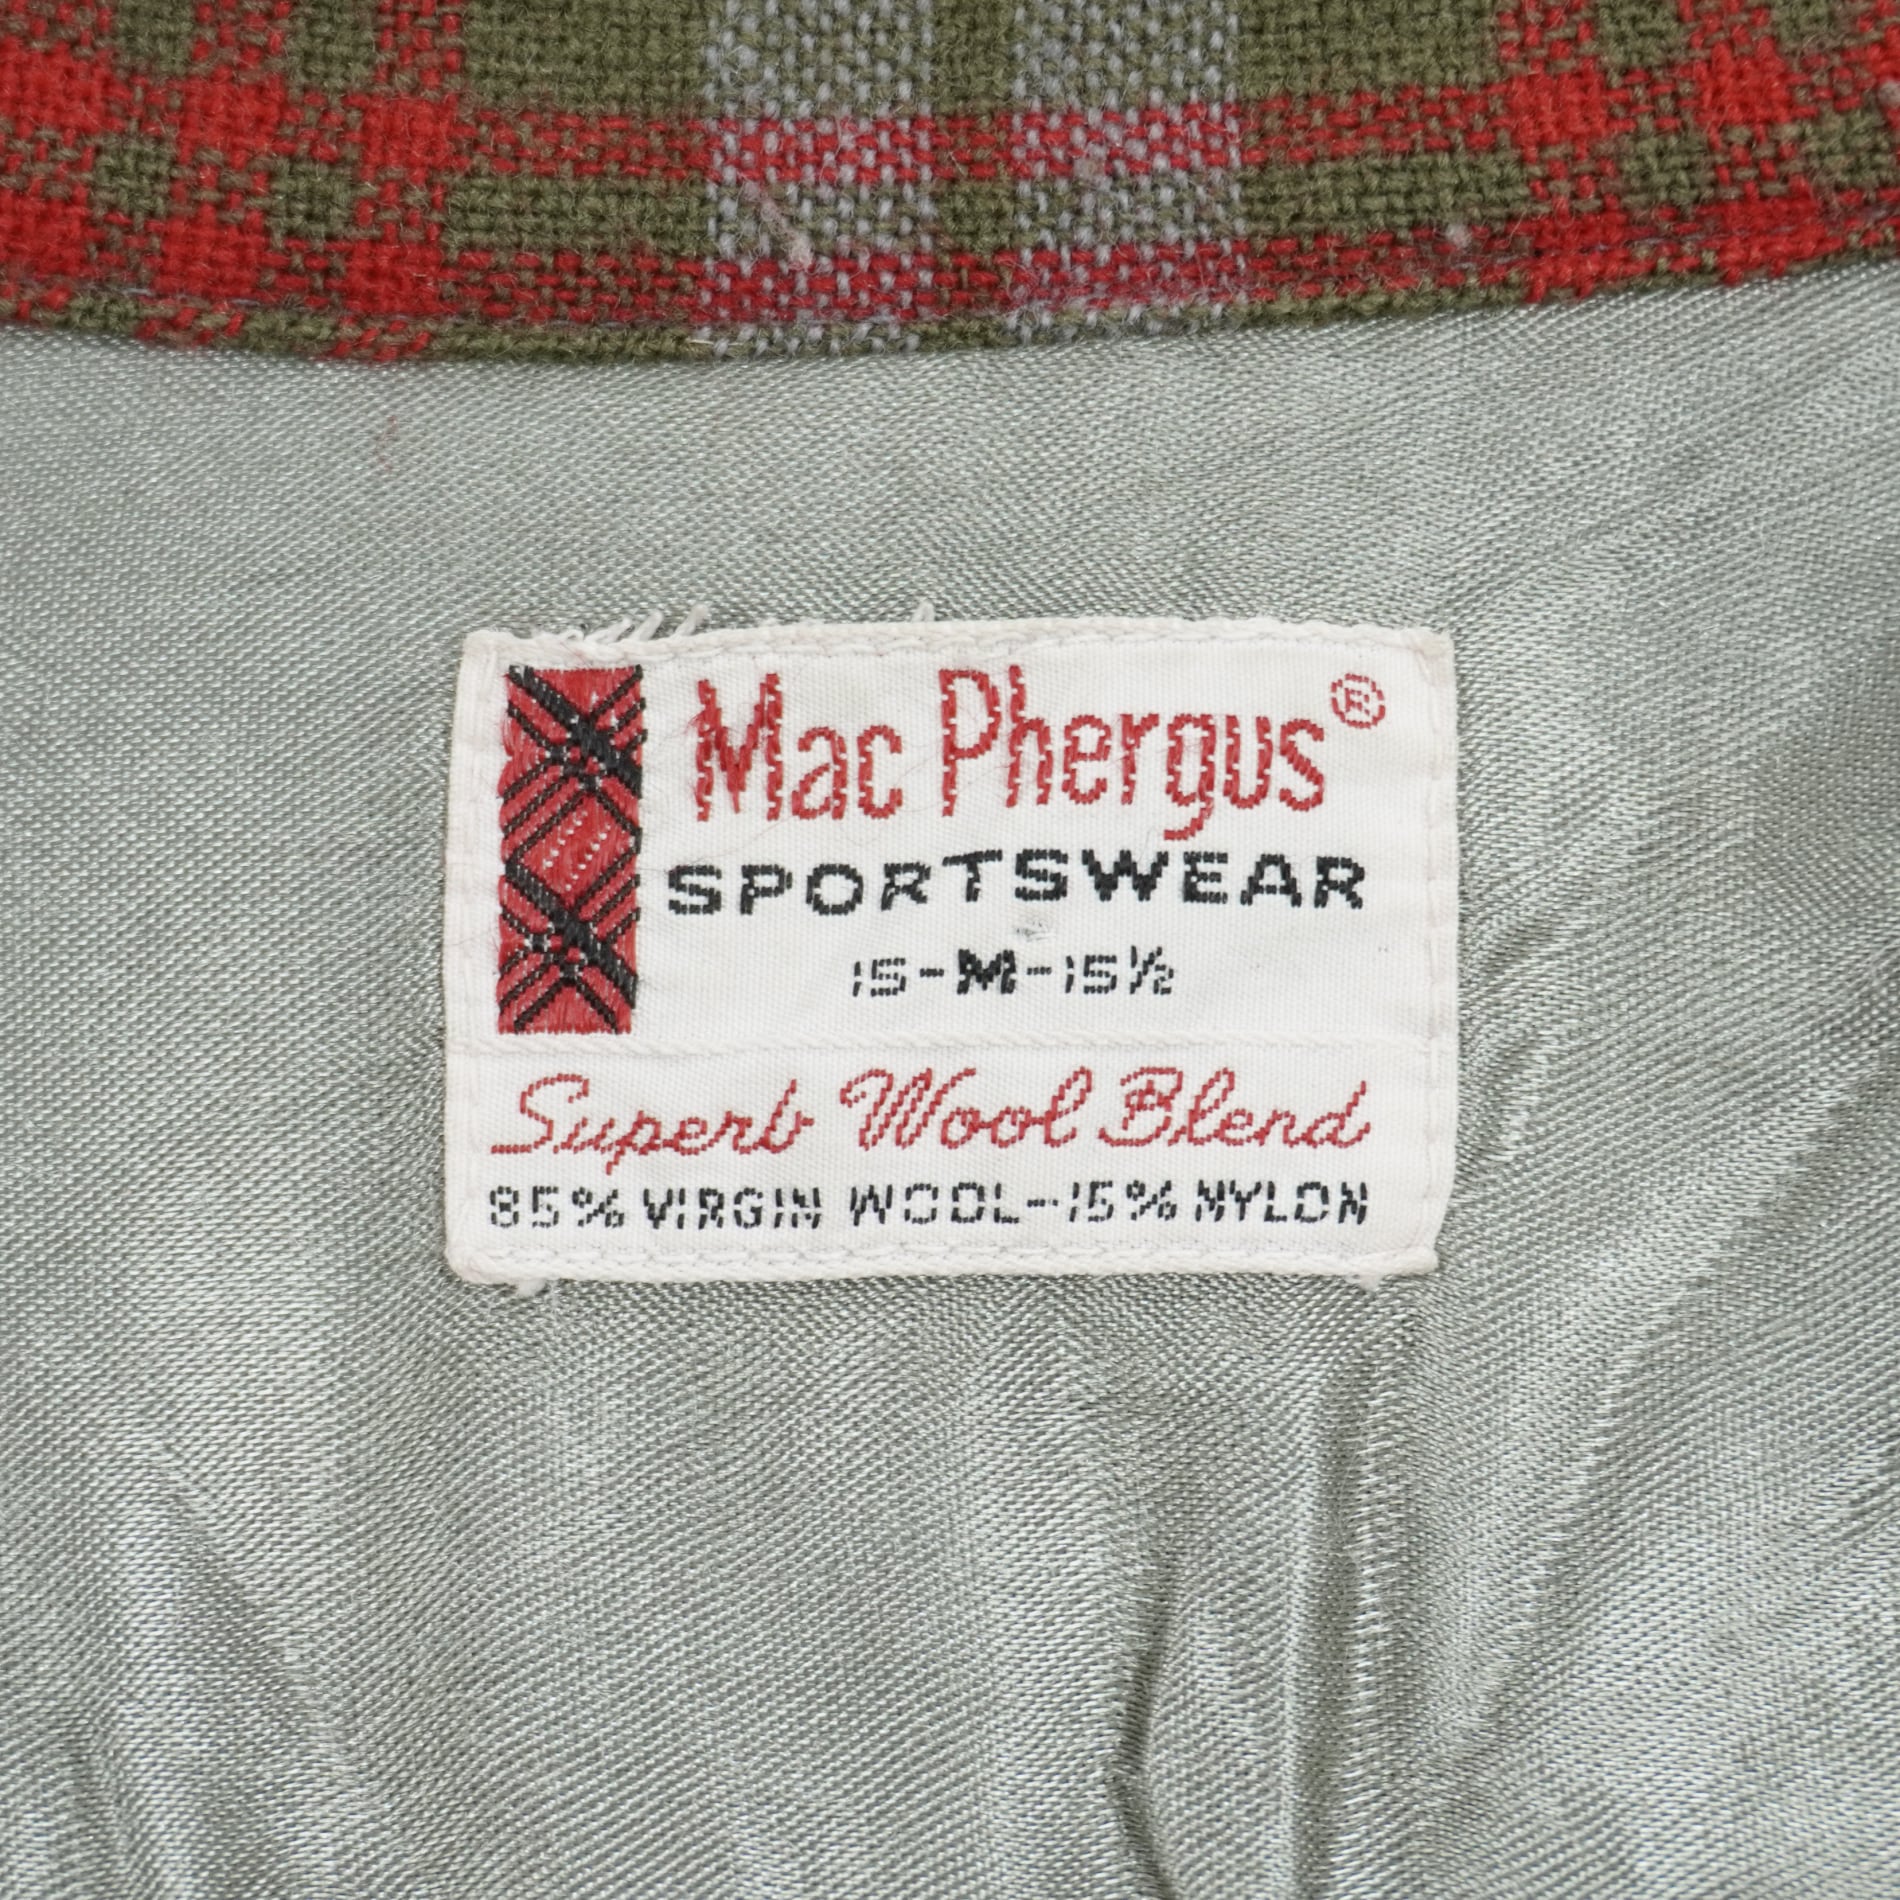 Mac Phergus®
SPORTSWEAR
15-M-15½
Superb Wool Blend
85% VIRGIN WOOL-15% NYLON